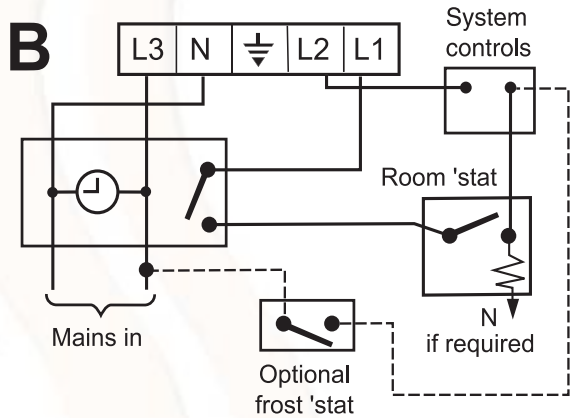 B
L3 N L2 L1
System
controls
Room 'stat
Mains in
N
if required
Optional
frost 'stat